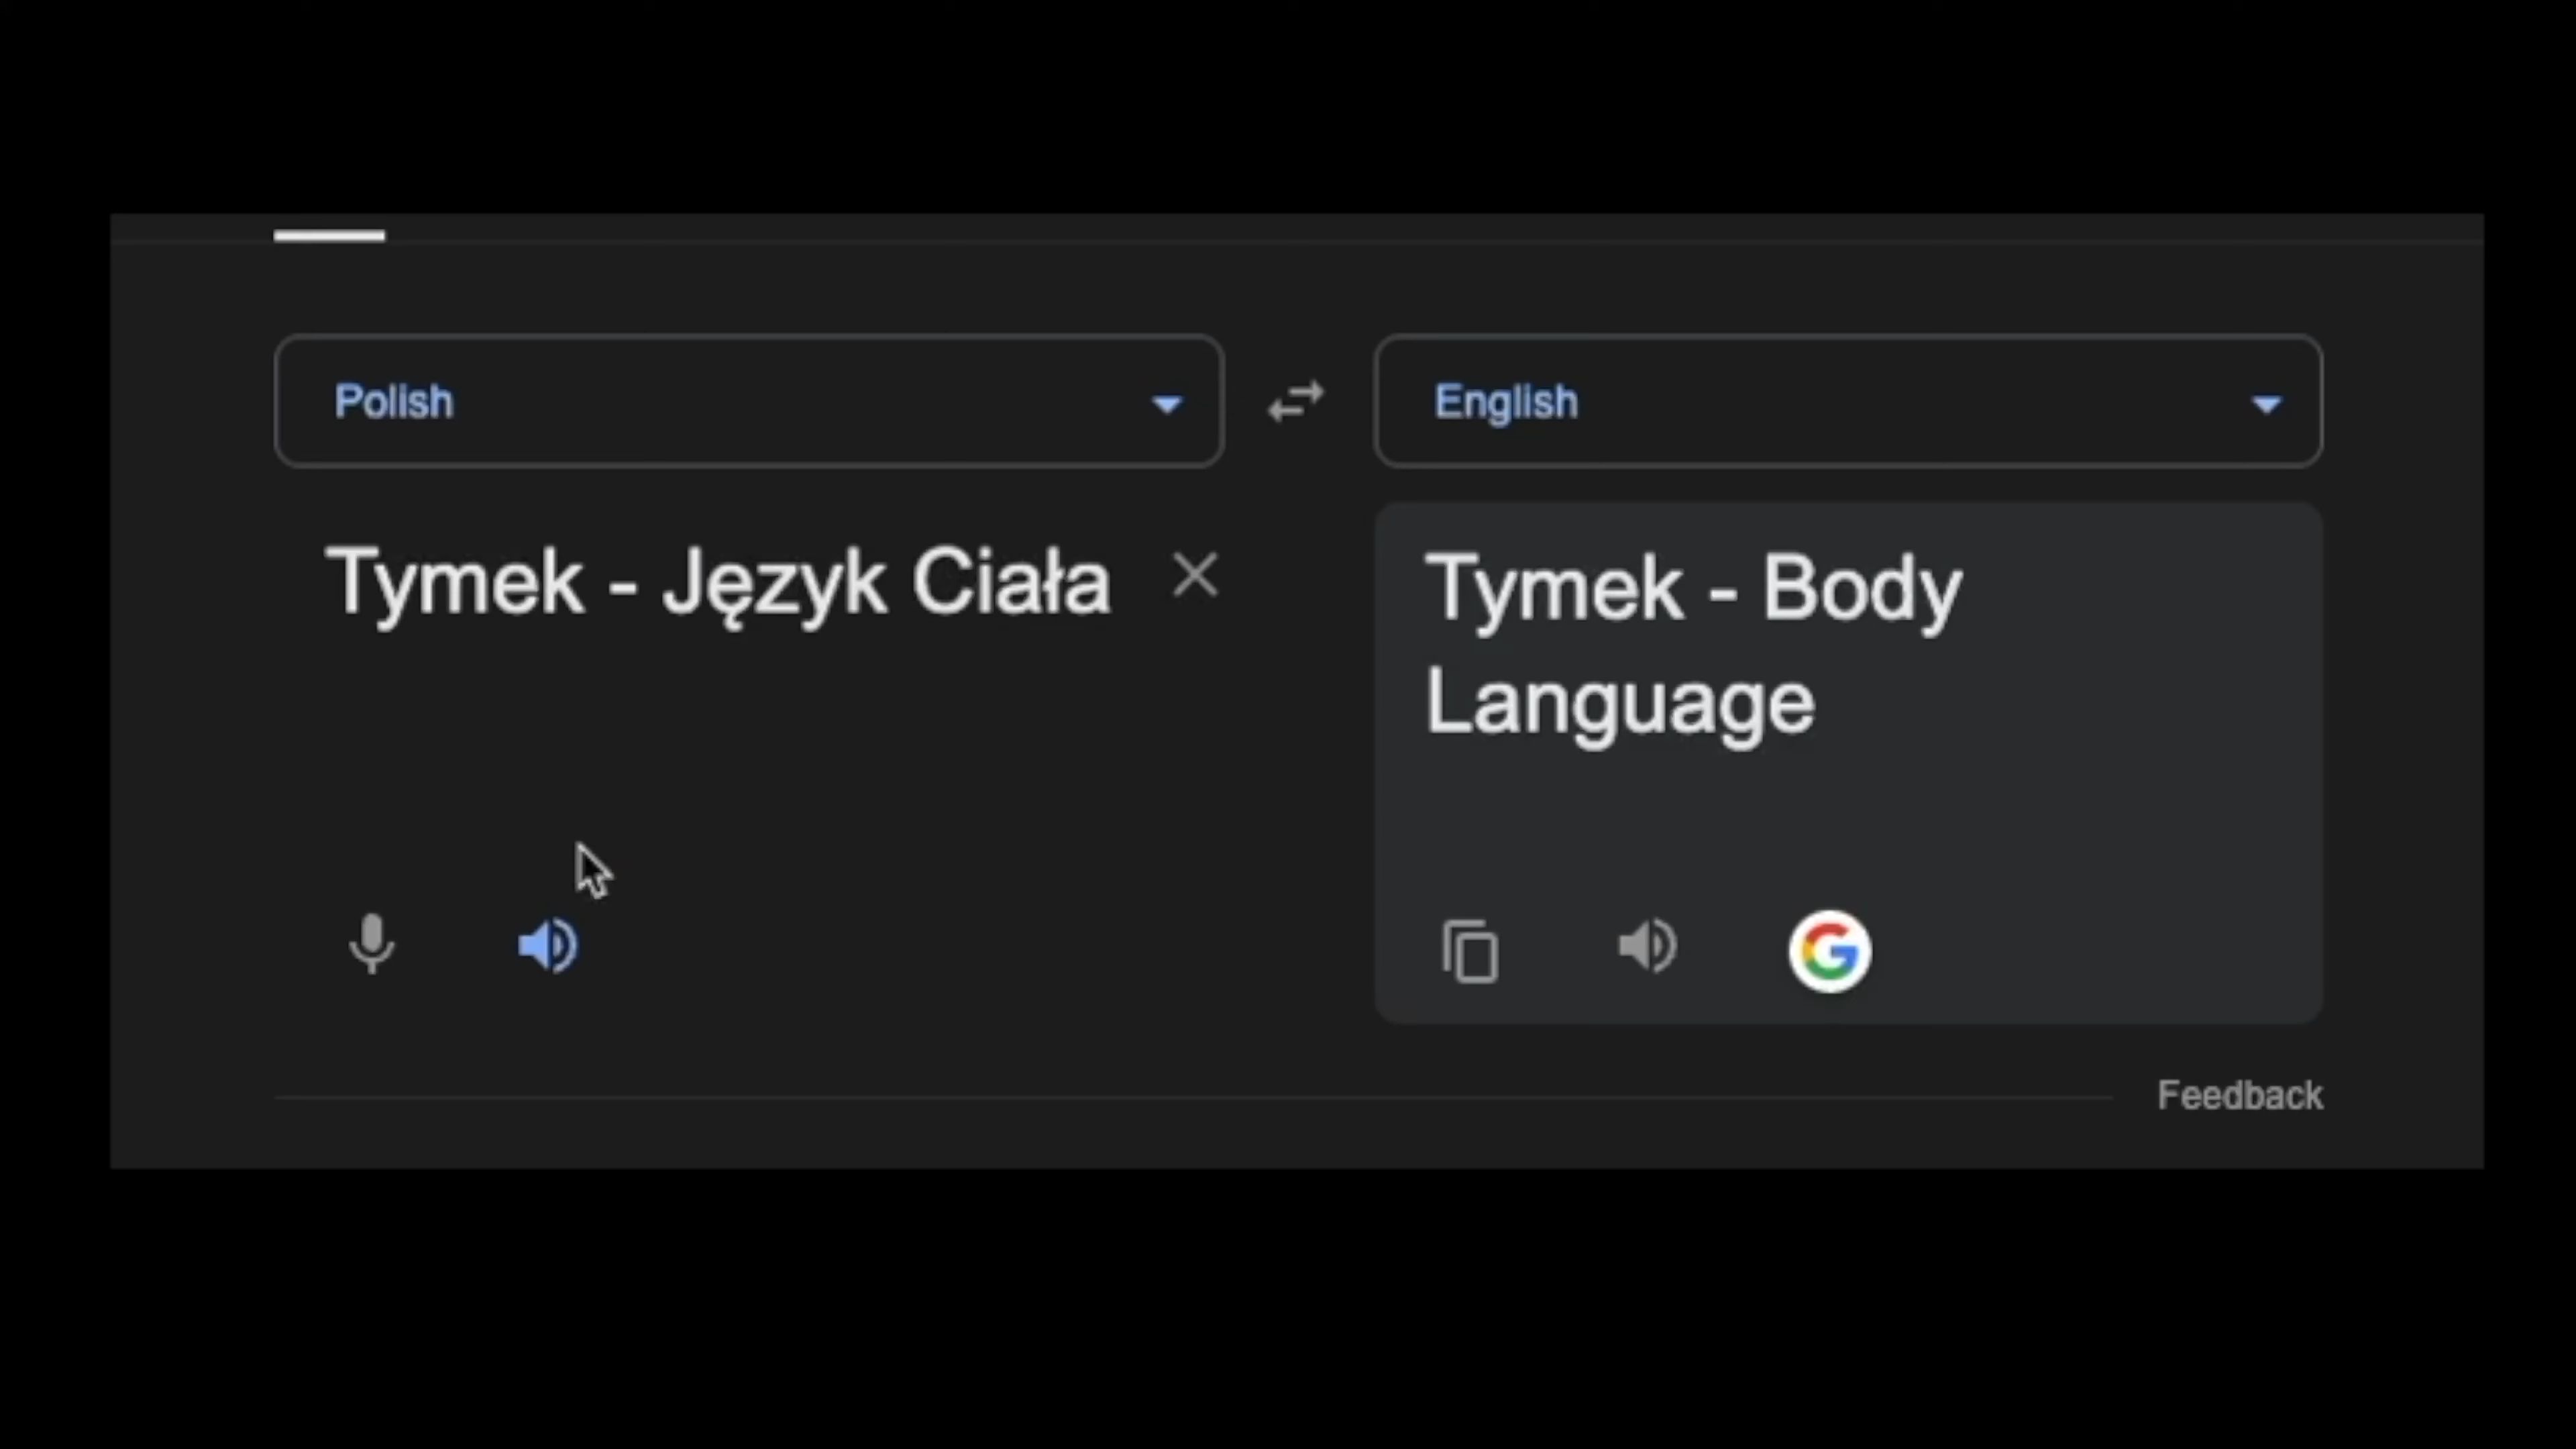 Polish
English
Tymek - Język Ciała
Tymek - Body
Language
Feedback